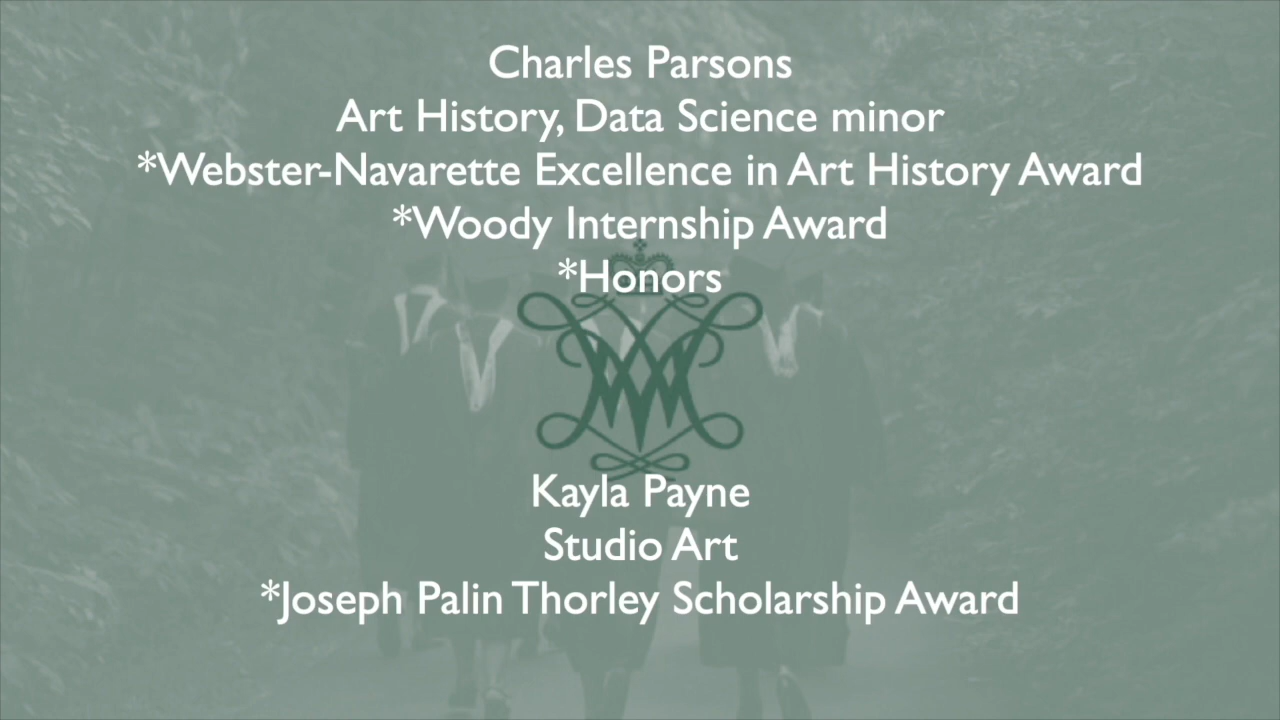 Charles Parsons
Art History, Data Science minor
*Webster-Navarette Excellence in Art History Award
*Woody Internship Award
*Honors
Kayla Payne
Studio Art
*Joseph Palin Thorley Scholarship Award